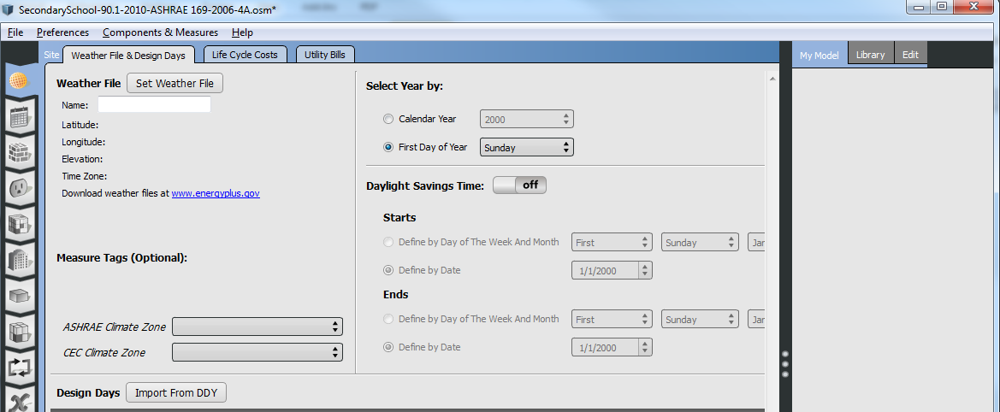 SecondarySchool-90.1-2010-ASHRAE 169-2006-4A.osm*
File Preferences Components & Measures Help
Site Weather File & Design Days Life Cycle Costs Utility Bills My Model Library Edit
Weather File Set Weather File
Name:
Latitude:
Longitude:
Elevation:
Time Zone:
Download weather files at www.energyplus.gov
Measure Tags (Optional):
ASHRAE Climate Zone
CEC Climate Zone
Select Year by:
Calendar Year 2000
First Day of Year Sunday
Daylight Savings Time: off
Starts
Define by Day of The Week And Month First Sunday Jan
Define by Date 1/1/2000
Ends
Define by Day of The Week And Month First Sunday Jan
Define by Date 1/1/2000
Design Days Import From DDY